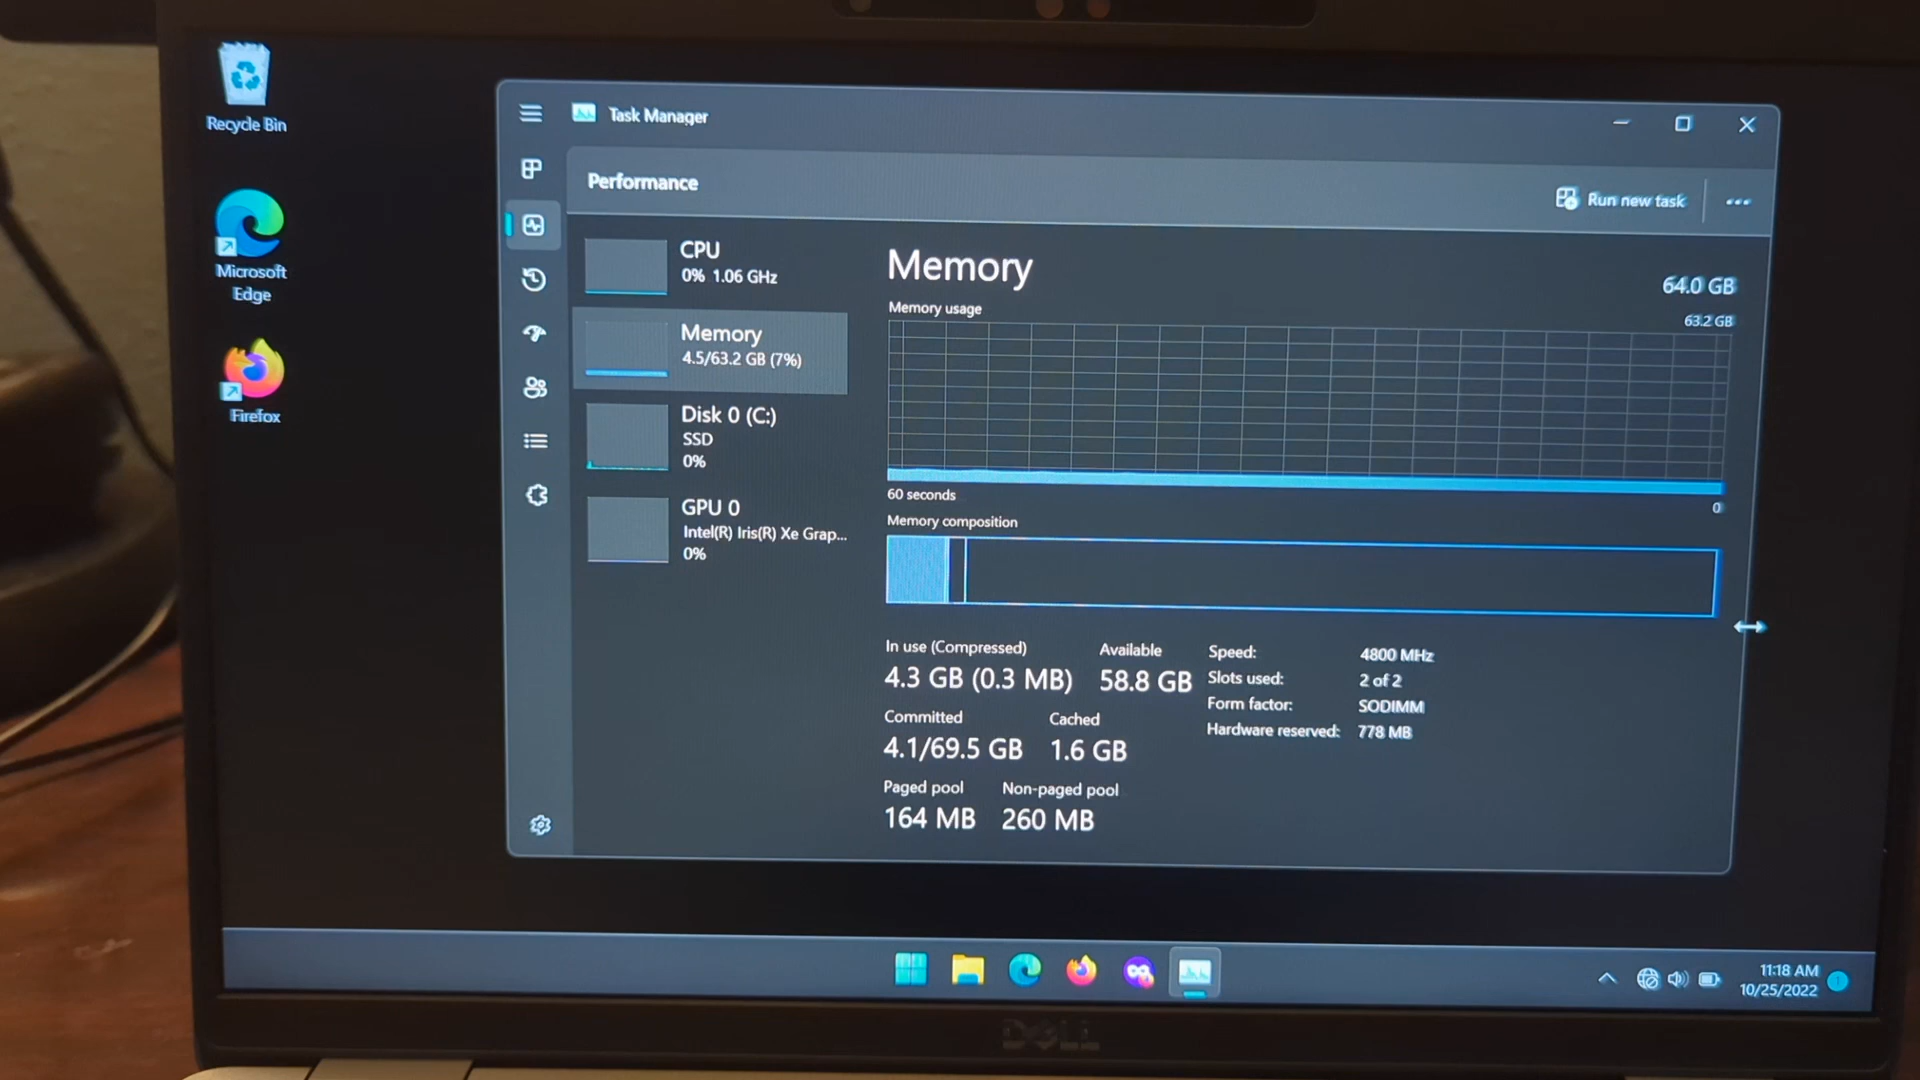 Recycle Bin
Microsoft
Edge
Firefox
Task Manager
Performance
Run new task
CPU
0% 1.06 GHz
Memory
4.5/63.2 GB (7%)
Disk 0 (C:)
SSD
0%
GPU 0
Intel(R) Iris(R) Xe Grap...
0%
Memory
64.0 GB
Memory usage
63.2 GB
60 seconds
0
Memory composition
In use (Compressed)
4.3 GB (0.3 MB)
Available
58.8 GB
Committed
4.1/69.5 GB
Cached
1.6 GB
Paged pool
164 MB
Non-paged pool
260 MB
Speed: 4800 MHz
Slots used: 2 of 2
Form factor: SODIMM
Hardware reserved: 778 MB
11:18 AM
10/25/2022
DELL